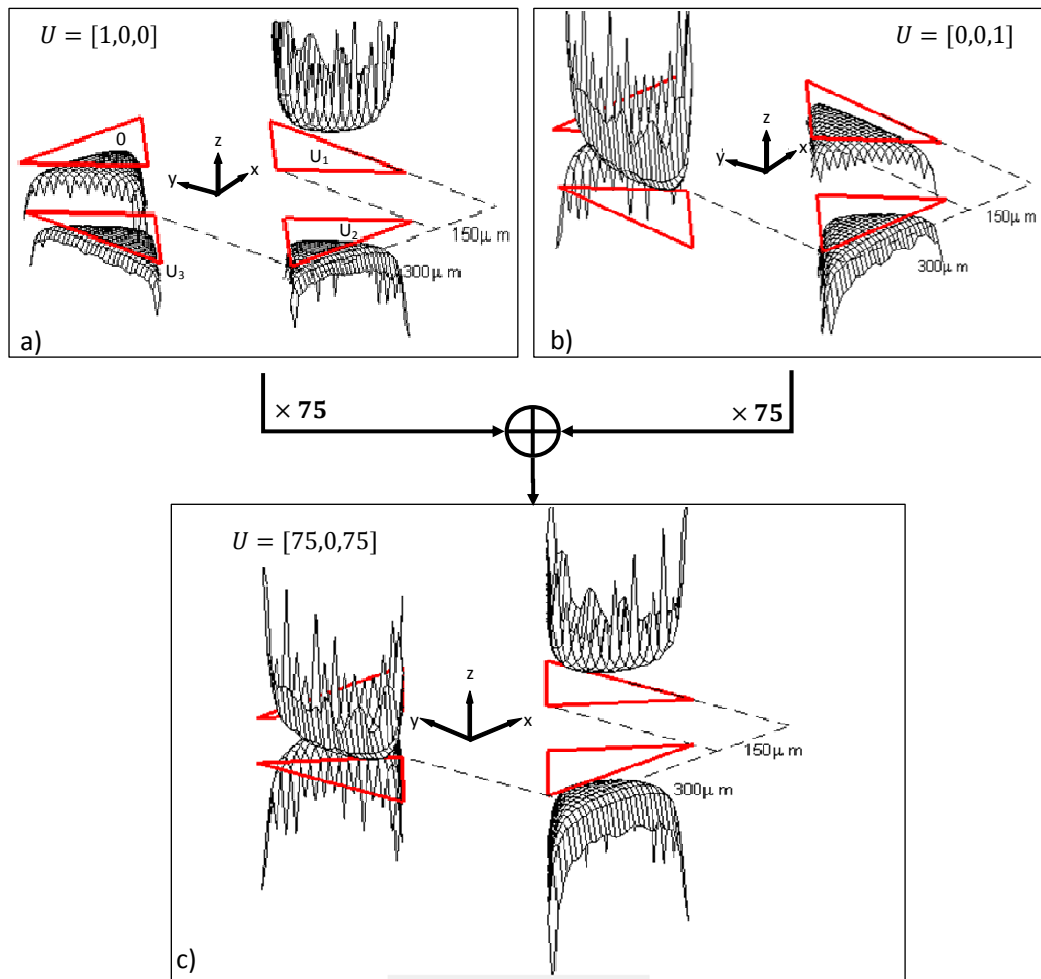 U = [1,0,0]
z
x
y
0
U₁
U₂
U₃
150μ m
300μ m
a)
U = [0,0,1]
z
x
y
150μ m
300μ m
b)
× 75
× 75
U = [75,0,75]
z
y
x
150μ m
300μ m
c)